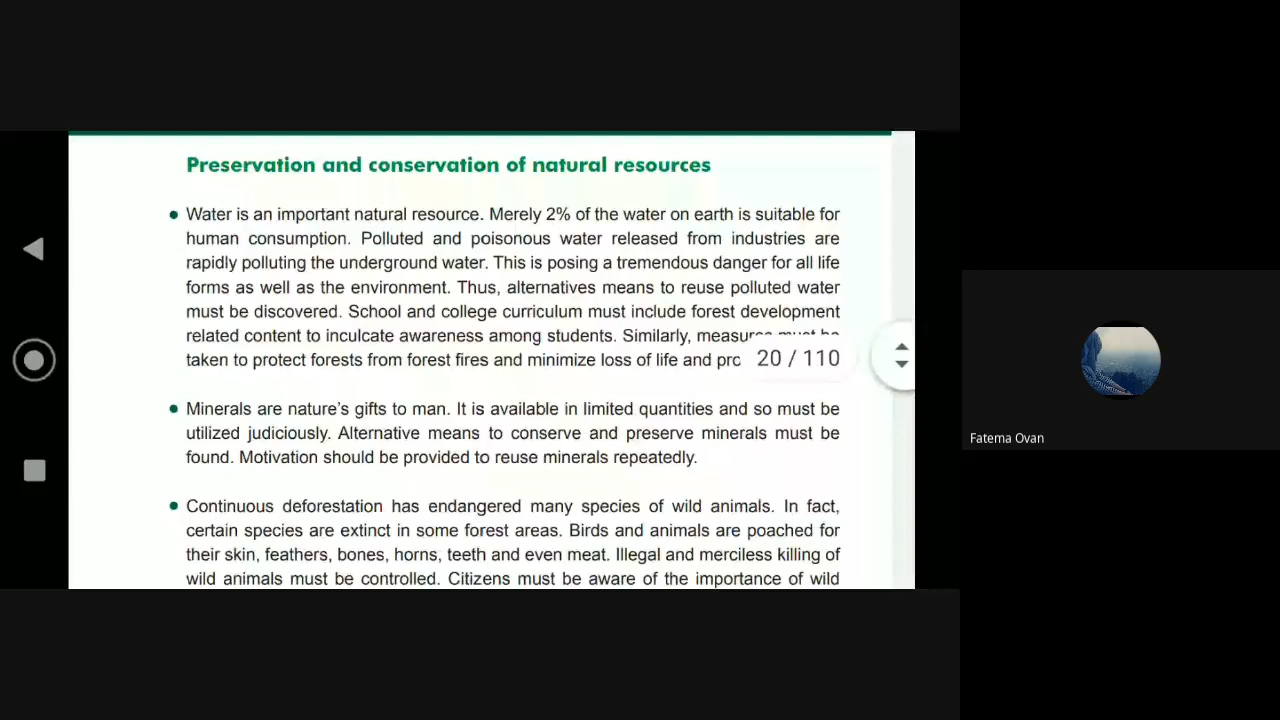 Preservation and conservation of natural resources
• Water is an important natural resource. Merely 2% of the water on earth is suitable for
human consumption. Polluted and poisonous water released from industries are
rapidly polluting the underground water. This is posing a tremendous danger for all life
forms as well as the environment. Thus, alternatives means to reuse polluted water
must be discovered. School and college curriculum must include forest development
related content to inculcate awareness among students. Similarly, measures must be
taken to protect forests from forest fires and minimize loss of life and pro
20 / 110
• Minerals are nature's gifts to man. It is available in limited quantities and so must be
utilized judiciously. Alternative means to conserve and preserve minerals must be
found. Motivation should be provided to reuse minerals repeatedly.
• Continuous deforestation has endangered many species of wild animals. In fact,
certain species are extinct in some forest areas. Birds and animals are poached for
their skin, feathers, bones, horns, teeth and even meat. Illegal and merciless killing of
wild animals must be controlled. Citizens must be aware of the importance of wild
Fatema Ovan